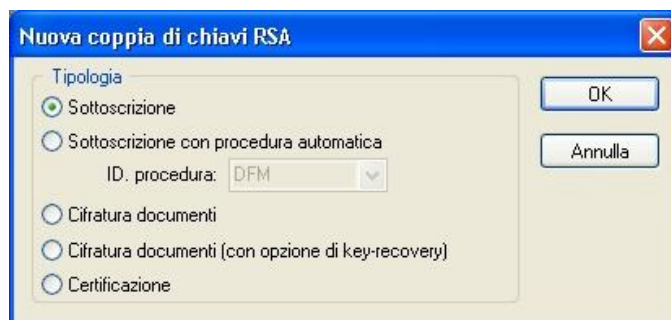 Nuova coppia di chiavi RSA
Tipologia
Sottoscrizione
Sottoscrizione con procedura automatica
ID. procedura: DFM
Cifratura documenti
Cifratura documenti (con opzione di key-recovery)
Certificazione
OK
Annulla